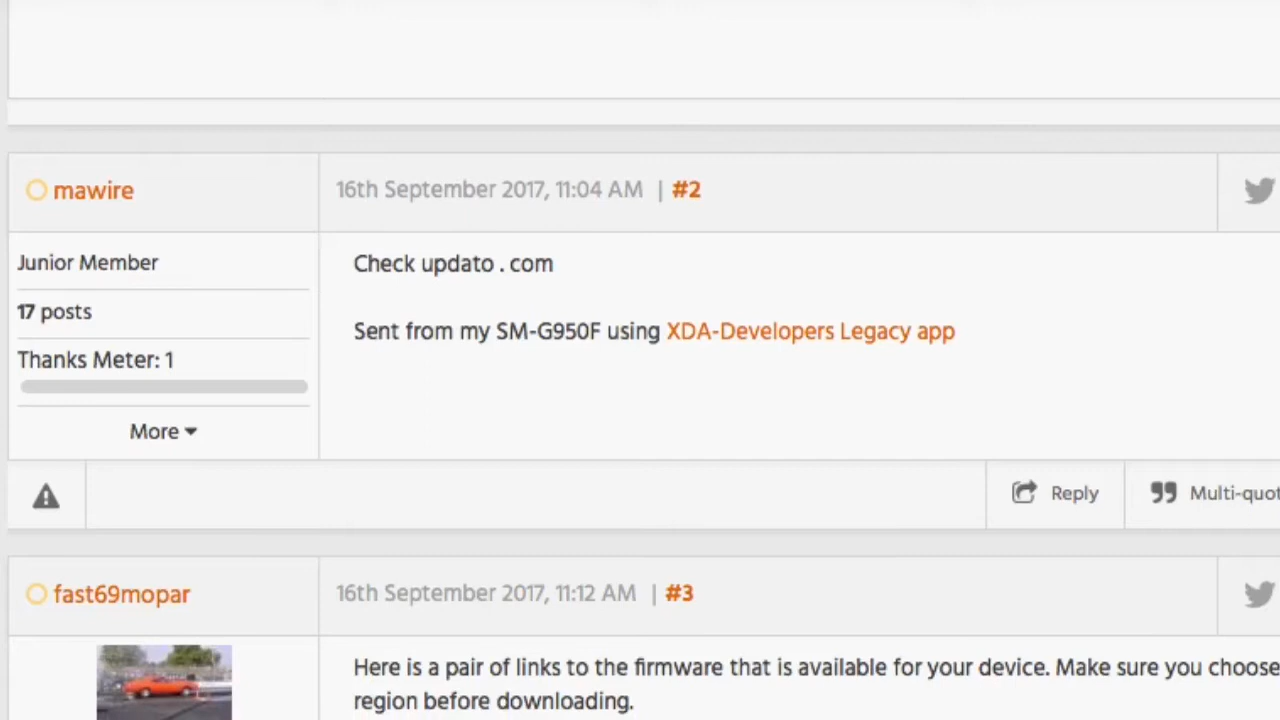 mawire
16th September 2017, 11:04 AM | #2
Junior Member
17 posts
Thanks Meter: 1
More
Check updato . com
Sent from my SM-G950F using XDA-Developers Legacy app
Reply
Multi-quot
fast69mopar
16th September 2017, 11:12 AM | #3
Here is a pair of links to the firmware that is available for your device. Make sure you choose
region before downloading.